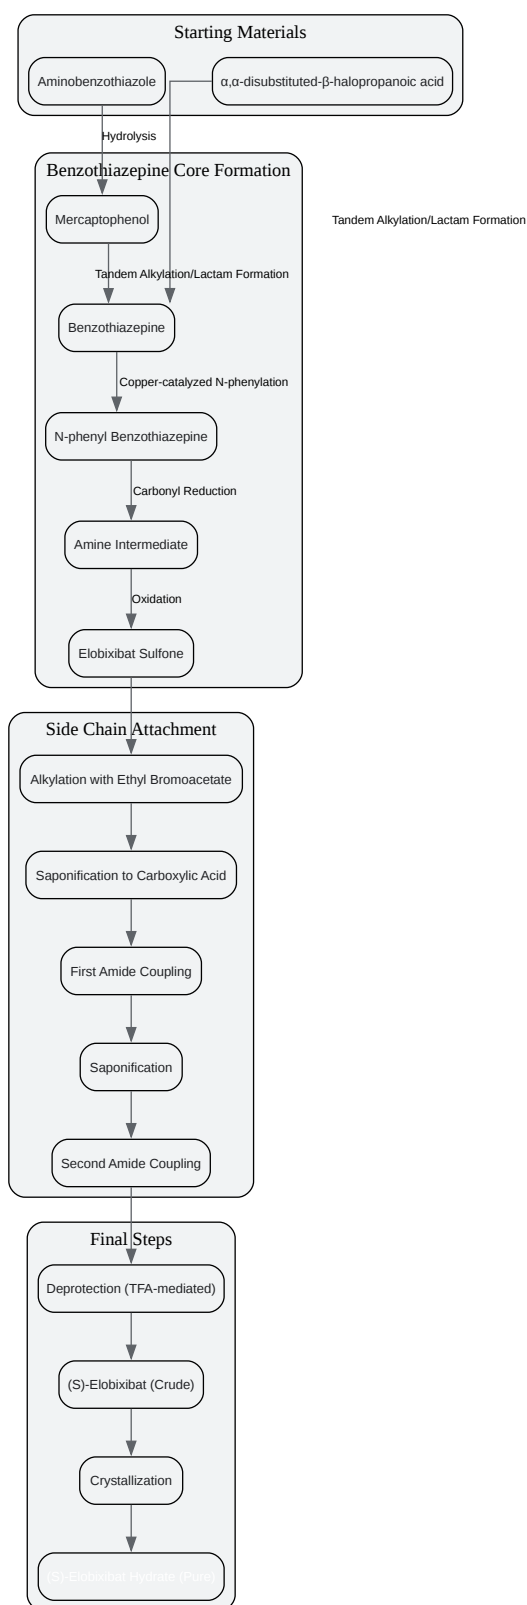 Starting Materials
Aminobenzothiazole
α,α-disubstituted-β-halopropanoic acid
Hydrolysis
Benzothiazepine Core Formation
Mercaptophenol
Tandem Alkylation/Lactam Formation
Tandem Alkylation/Lactam Formation
Benzothiazepine
Copper-catalyzed N-phenylation
N-phenyl Benzothiazepine
Carbonyl Reduction
Amine Intermediate
Oxidation
Elobixibat Sulfone
Side Chain Attachment
Alkylation with Ethyl Bromoacetate
Saponification to Carboxylic Acid
First Amide Coupling
Saponification
Second Amide Coupling
Final Steps
Deprotection (TFA-mediated)
(S)-Elobixibat (Crude)
Crystallization
(S)-Elobixibat Hydrate (Pure)